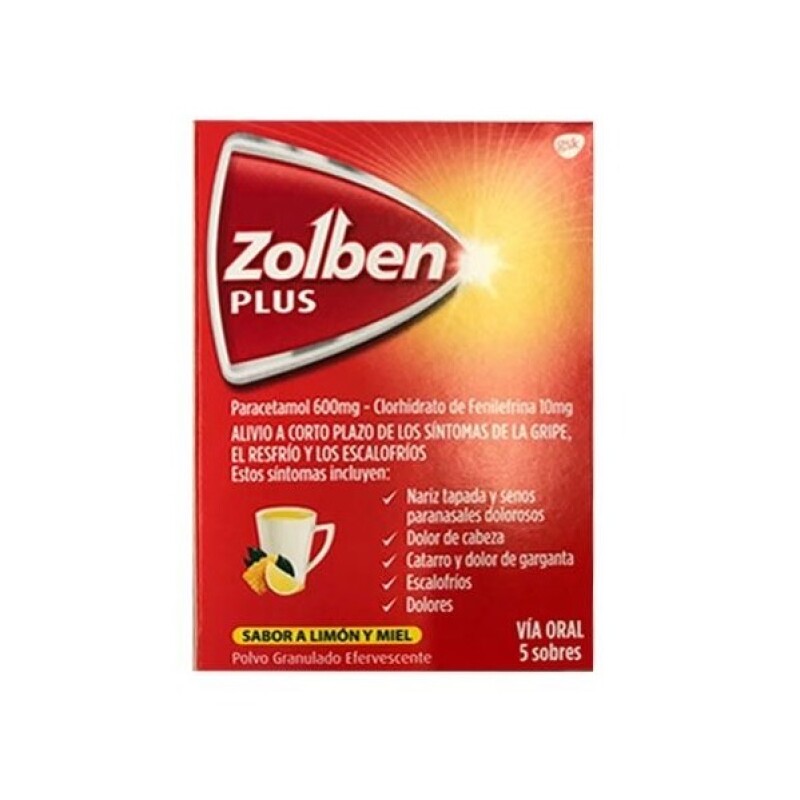 gsk
Zolben
PLUS
Paracetamol 600mg - Clorhidrato de Fenilefrina 10mg
ALIVIO A CORTO PLAZO DE LOS SÍNTOMAS DE LA GRIPE,
EL RESFRÍO Y LOS ESCALOFRÍOS
Estos síntomas incluyen:
Nariz tapada y senos
paranasales dolorosos
Dolor de cabeza
Catarro y dolor de garganta
Escalofríos
Dolores
SABOR A LIMÓN Y MIEL
Polvo Granulado Efervescente
VÍA ORAL
5 sobres